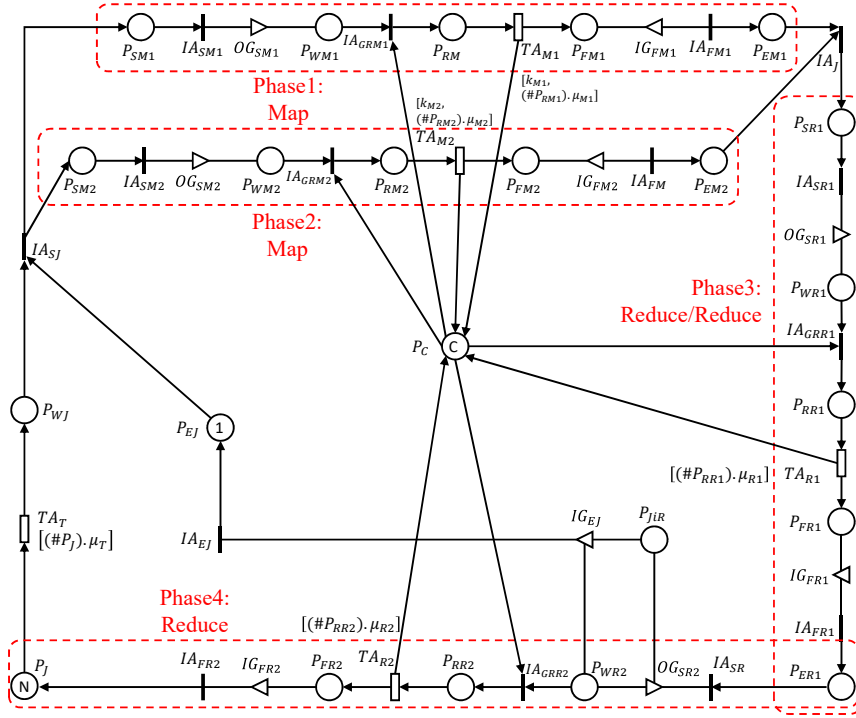 P_SM1 IA_SM1 OG_SM1 P_WM1 IA_GRM1 P_RM TA_M1 P_FM1 IG_FM1 IA_FM1 P_EM1 IA_J
Phase1:
Map
[k_M2,
(#P_RM2).μ_M2]
[k_M1,
(#P_RM1).μ_M1]
TA_M2
P_SM2 IA_SM2 OG_SM2 P_WM2 IA_GRM2 P_RM2 P_FM2 IG_FM2 IA_FM P_EM2
Phase2:
Map
P_SR1
IA_SR1
OG_SR1
IA_SJ
Phase3:
Reduce/Reduce
P_WR1
IA_GRR1
P_C C
P_RR1
P_WJ
P_EJ 1
[(#P_RR1).μ_R1] TA_R1
TA_T
[(#P_J).μ_T]
IA_EJ IG_EJ P_JiR
P_FR1
IG_FR1
Phase4:
Reduce
[(#P_RR2).μ_R2]
IA_FR1
P_J N IA_FR2 IG_FR2 P_FR2 TA_R2 P_RR2 IA_GRR2 P_WR2 OG_SR2 IA_SR P_ER1